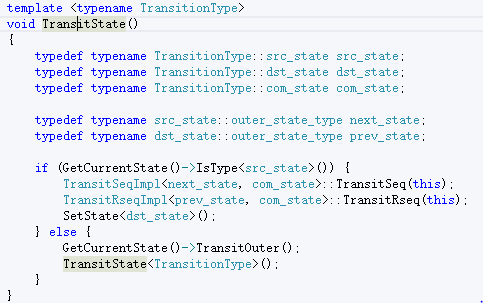 template <typename TransitionType>
void TransitState()
{
    typedef typename TransitionType::src_state src_state;
    typedef typename TransitionType::dst_state dst_state;
    typedef typename TransitionType::com_state com_state;

    typedef typename src_state::outer_state_type next_state;
    typedef typename dst_state::outer_state_type prev_state;

    if (GetCurrentState()->IsType<src_state>()) {
        TransitSeqImpl<next_state, com_state>::TransitSeq(this);
        TransitRseqImpl<prev_state, com_state>::TransitRseq(this);
        SetState<dst_state>();
    } else {
        GetCurrentState()->TransitOuter();
        TransitState<TransitionType>();
    }
}